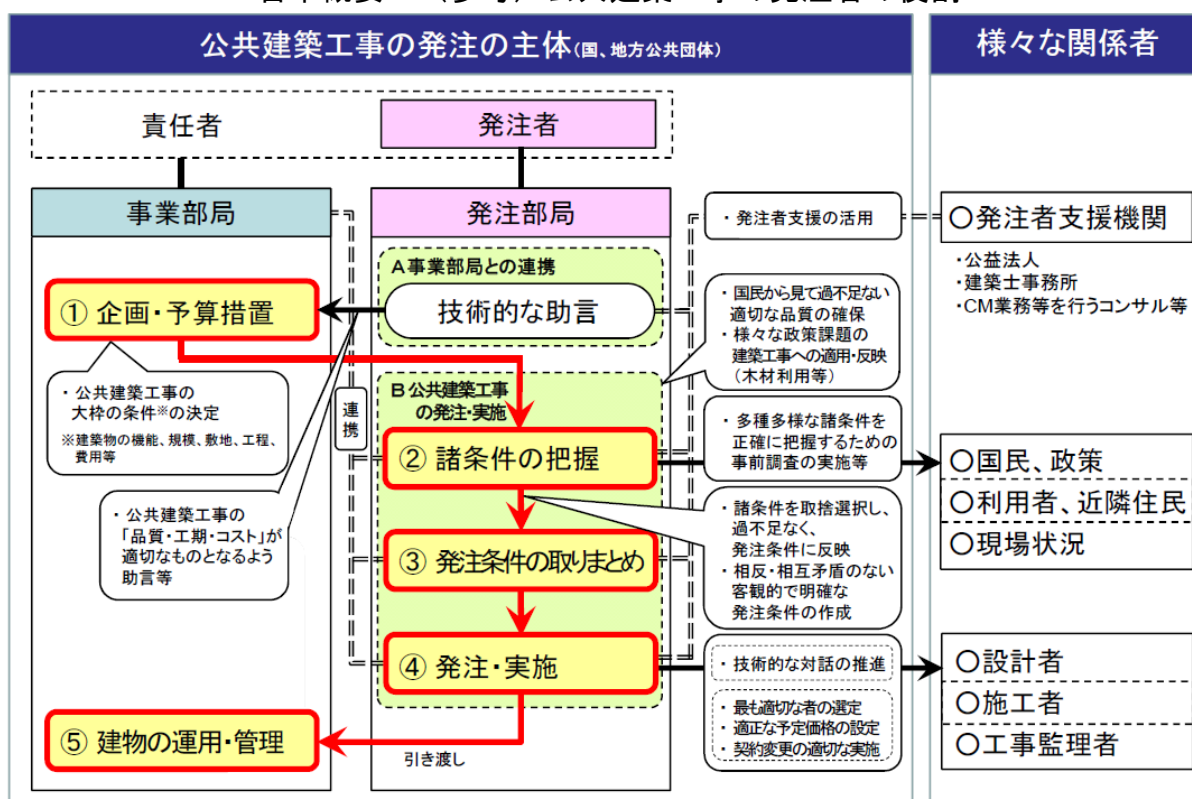 公共建築工事の発注の主体(国、地方公共団体)
様々な関係者
責任者
発注者
事業部局
発注部局
・発注者支援の活用
〇発注者支援機関
・公益法人
・建築士事務所
・CM業務等を行うコンサル等
A事業部局との連携
技術的な助言
① 企画・予算措置
・国民から見て過不足ない
適切な品質の確保
・様々な政策課題の
建築工事への適用・反映
(木材利用等)
・公共建築工事の
大枠の条件※の決定
※建築物の機能、規模、敷地、工程、
費用等
連携
B公共建築工事
の発注・実施
② 諸条件の把握
・多種多様な諸条件を
正確に把握するための
事前調査の実施等
〇国民、政策
〇利用者、近隣住民
〇現場状況
・公共建築工事の
「品質・工期・コスト」が
適切なものとなるよう
助言等
・諸条件を取捨選択し、
過不足なく、
発注条件に反映
・相反・相互矛盾のない
客観的で明確な
発注条件の作成
③ 発注条件の取りまとめ
④ 発注・実施
・技術的な対話の推進
・最も適切な者の選定
・適正な予定価格の設定
・契約変更の適切な実施
〇設計者
〇施工者
〇工事監理者
⑤ 建物の運用・管理
引き渡し